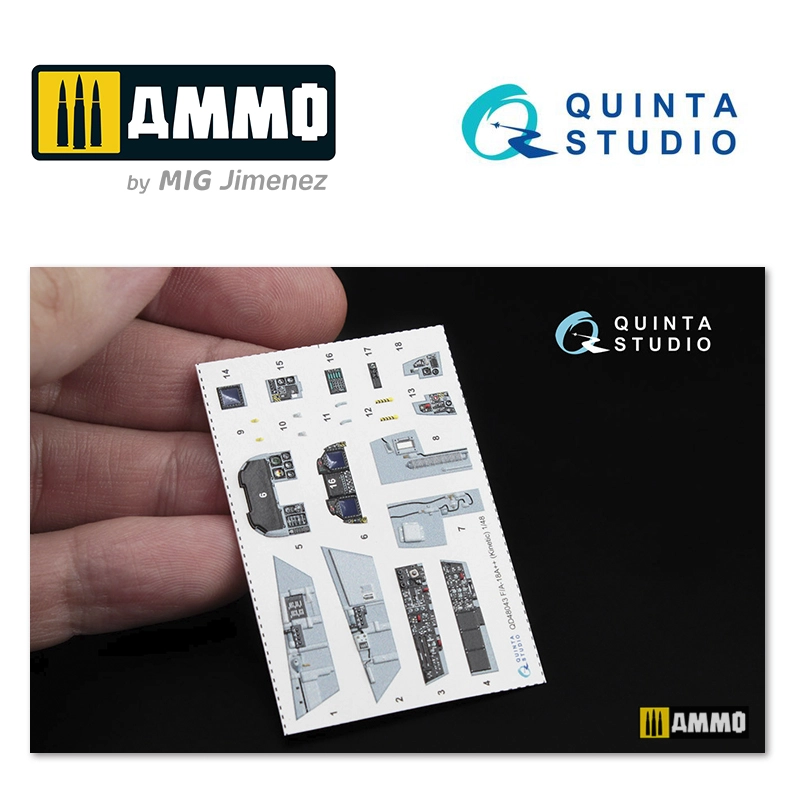 AMMO
by MIG Jimenez
QUINTA
STUDIO
QUINTA
STUDIO
14
15
16
17
18
9
10
11
12
13
6
16
8
5
6
7
1
2
3
4
QUINTA
STUDIO
QD48043 F/A-18A++ (Kinetic) 1/48
AMMO